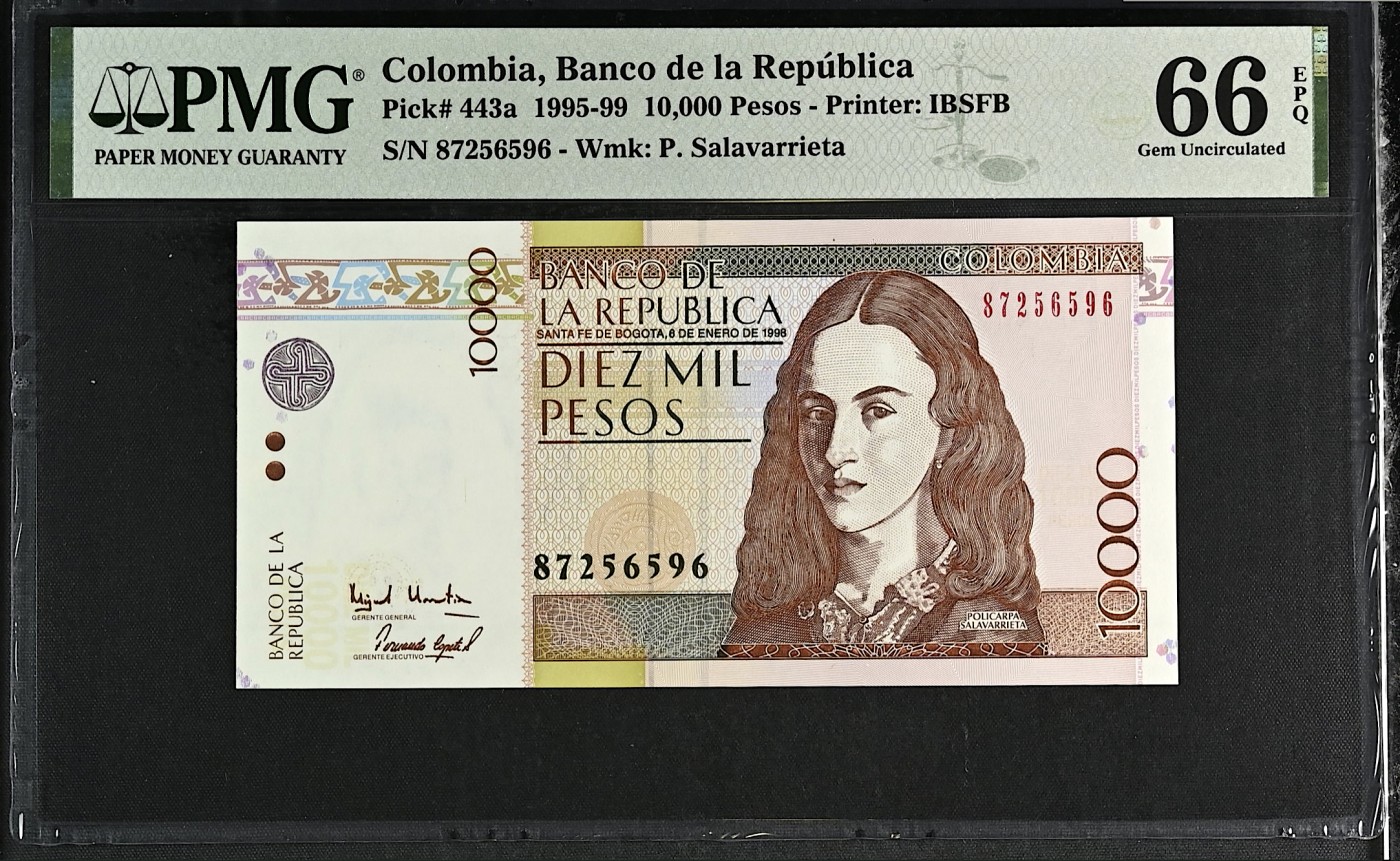 PMG®
PAPER MONEY GUARANTY
Colombia, Banco de la República
Pick# 443a 1995-99 10,000 Pesos - Printer: IBSFB
S/N 87256596 - Wmk: P. Salavarrieta
66
EPQ
Gem Uncirculated
10000
BANCO DE
LA REPUBLICA
SANTA FE DE BOGOTA, 6 DE ENERO DE 1998
DIEZ MIL
PESOS
COLOMBIA
87256596
87256596
BANCO DE LA
REPUBLICA
GERENTE GENERAL
GERENTE EJECUTIVO
POLICARPA
SALAVARRIETA
10000